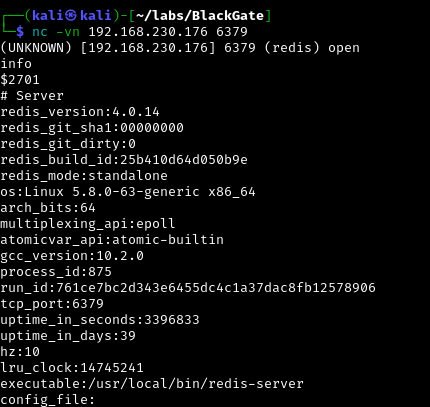 ┌──(kali㉿kali)-[~/labs/BlackGate]
└─$ nc -vn 192.168.230.176 6379
(UNKNOWN) [192.168.230.176] 6379 (redis) open
info
$2701
# Server
redis_version:4.0.14
redis_git_sha1:00000000
redis_git_dirty:0
redis_build_id:25b410d64d050b9e
redis_mode:standalone
os:Linux 5.8.0-63-generic x86_64
arch_bits:64
multiplexing_api:epoll
atomicvar_api:atomic-builtin
gcc_version:10.2.0
process_id:875
run_id:761ce7bc2d343e6455dc4c1a37dac8fb12578906
tcp_port:6379
uptime_in_seconds:3396833
uptime_in_days:39
hz:10
lru_clock:14745241
executable:/usr/local/bin/redis-server
config_file: